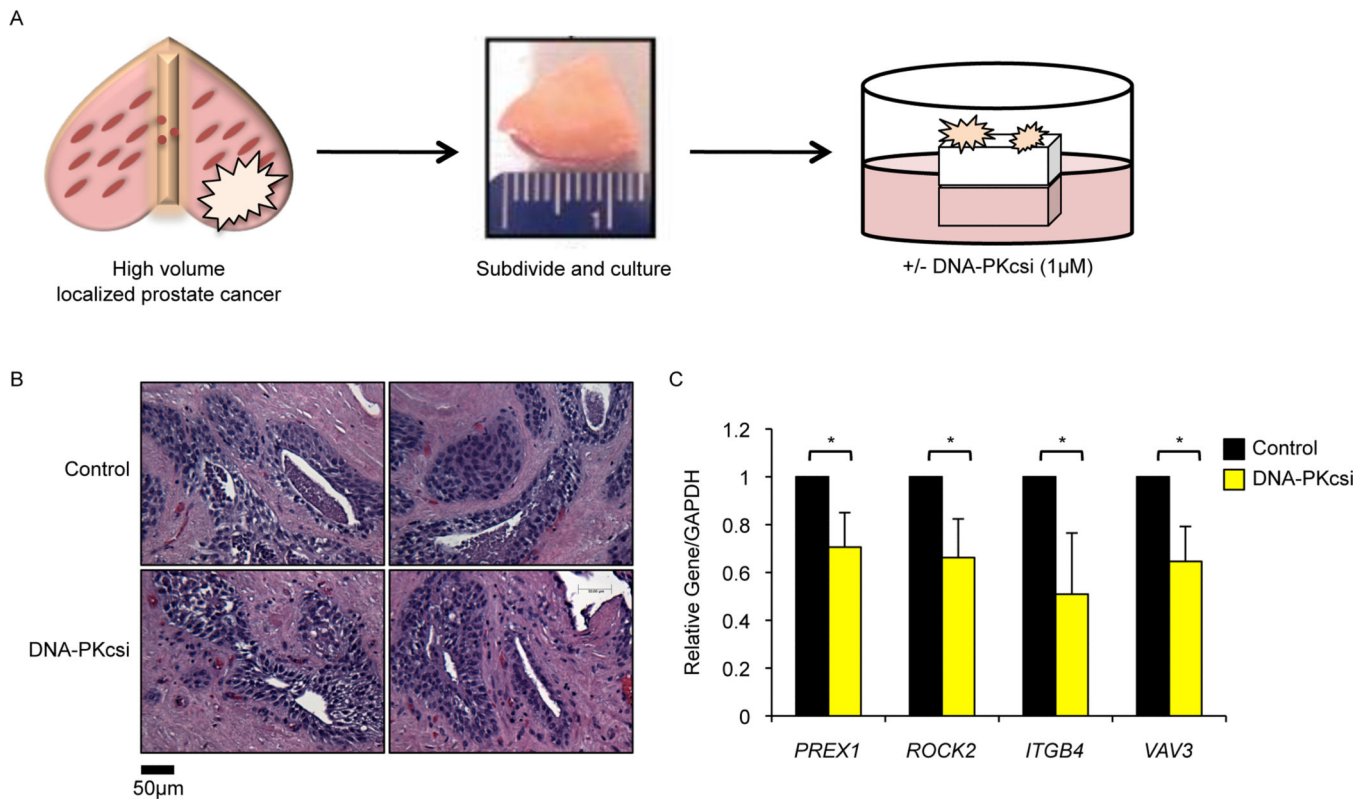 A
1
High volume
localized prostate cancer
Subdivide and culture
+/- DNA-PKcsi (1µM)
B
Control
DNA-PKcsi
50µm
C
Relative Gene/GAPDH
1.2
1
0.8
0.6
0.4
0.2
0
* * * *
Control
DNA-PKcsi
PREX1 ROCK2 ITGB4 VAV3